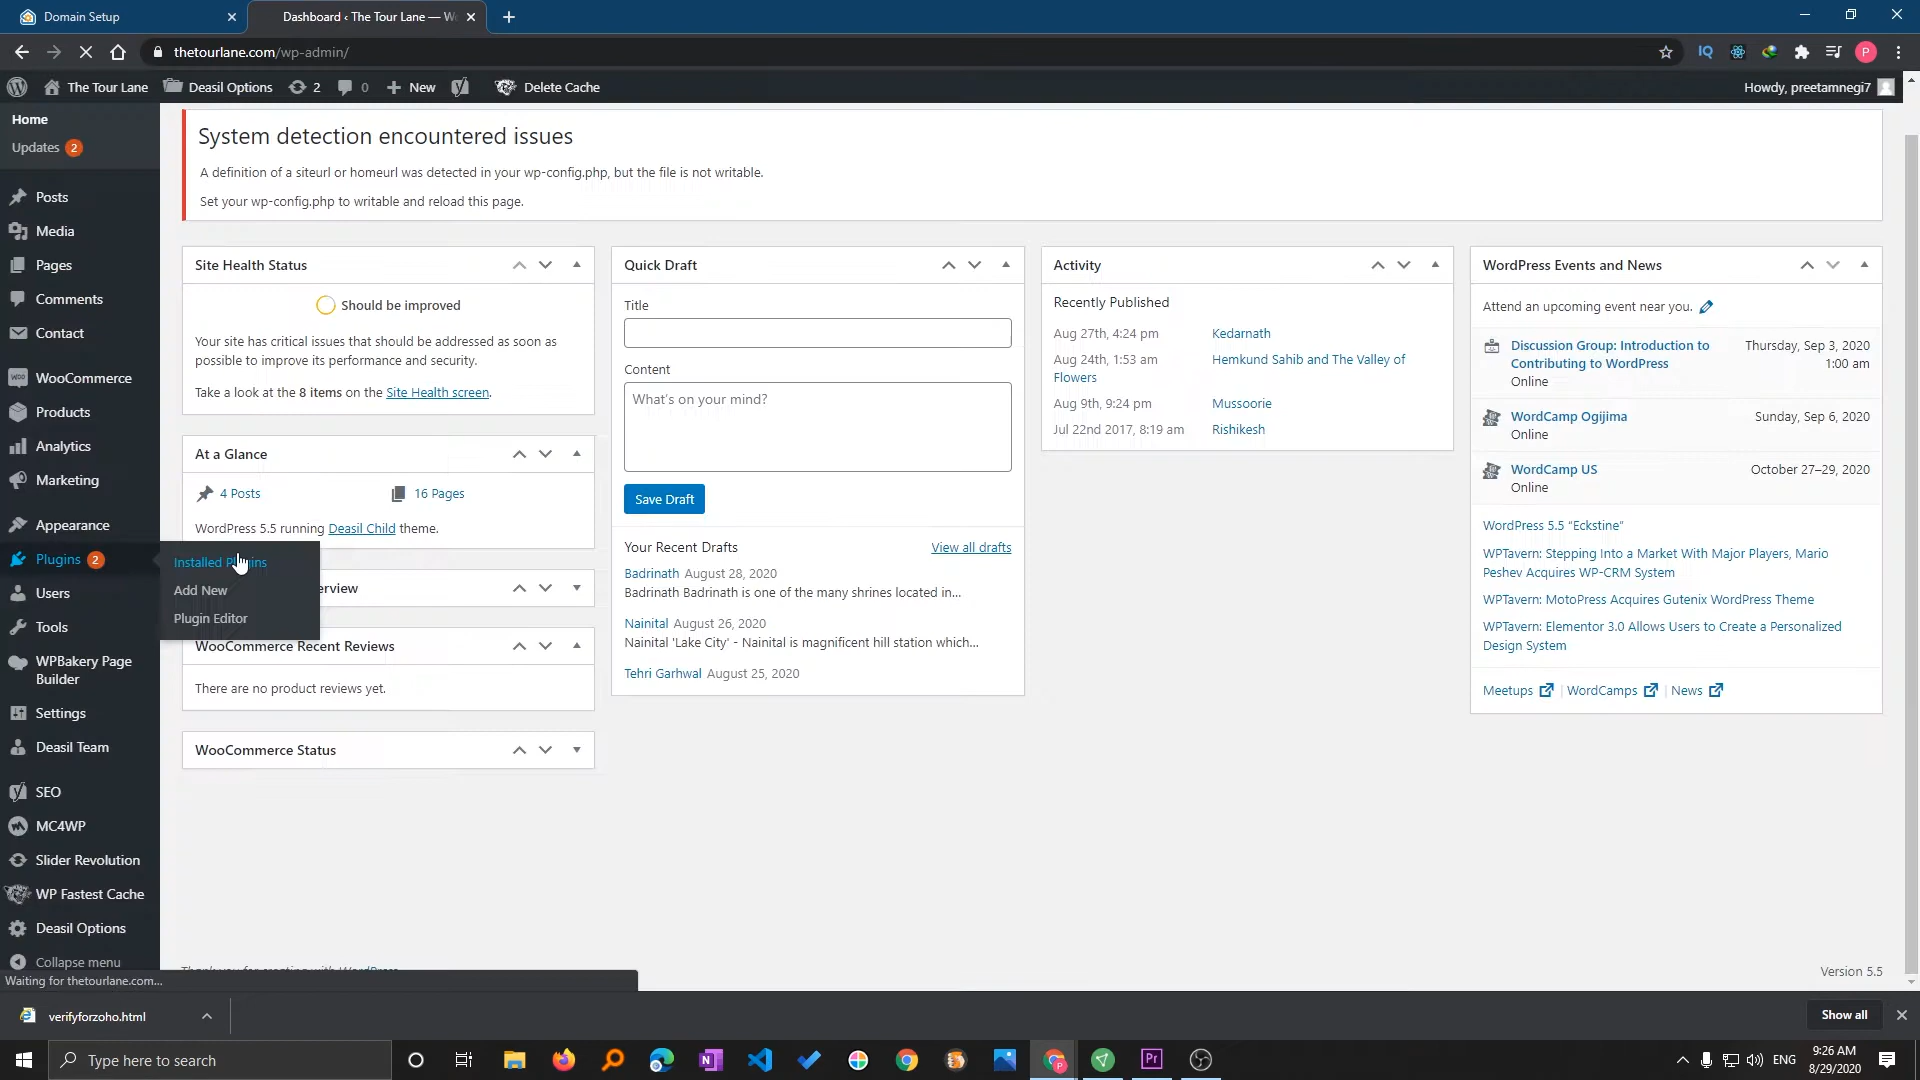 Domain Setup
Dashboard ‹ The Tour Lane — Wo
thetourlane.com/wp-admin/
The Tour Lane
Deasil Options
2
0
New
Delete Cache
Howdy, preetamnegi7
Home
Updates 2
Posts
Media
Pages
Comments
Contact
WooCommerce
Products
Analytics
Marketing
Appearance
Plugins 2
Users
Tools
WPBakery Page
Builder
Settings
Deasil Team
SEO
MC4WP
Slider Revolution
WP Fastest Cache
Deasil Options
Collapse menu
Installed Plugins
Add New
Plugin Editor
System detection encountered issues
A definition of a siteurl or homeurl was detected in your wp-config.php, but the file is not writable.
Set your wp-config.php to writable and reload this page.
Site Health Status
Should be improved
Your site has critical issues that should be addressed as soon as
possible to improve its performance and security.
Take a look at the 8 items on the Site Health screen.
At a Glance
4 Posts
16 Pages
WordPress 5.5 running Deasil Child theme.
erview
WooCommerce Recent Reviews
There are no product reviews yet.
WooCommerce Status
Quick Draft
Title
Content
What's on your mind?
Save Draft
Your Recent Drafts
View all drafts
Badrinath August 28, 2020
Badrinath Badrinath is one of the many shrines located in…
Nainital August 26, 2020
Nainital 'Lake City' - Nainital is magnificent hill station which…
Tehri Garhwal August 25, 2020
Activity
Recently Published
Aug 27th, 4:24 pm Kedarnath
Aug 24th, 1:53 am Hemkund Sahib and The Valley of
Flowers
Aug 9th, 9:24 pm Mussoorie
Jul 22nd 2017, 8:19 am Rishikesh
WordPress Events and News
Attend an upcoming event near you.
Discussion Group: Introduction to
Contributing to WordPress
Online
Thursday, Sep 3, 2020
1:00 am
WordCamp Ogijima
Online
Sunday, Sep 6, 2020
WordCamp US
Online
October 27–29, 2020
WordPress 5.5 “Eckstine”
WPTavern: Stepping Into a Market With Major Players, Mario
Peshev Acquires WP-CRM System
WPTavern: MotoPress Acquires Gutenix WordPress Theme
WPTavern: Elementor 3.0 Allows Users to Create a Personalized
Design System
Meetups | WordCamps | News
Thank you for creating with WordPress.
Version 5.5
Waiting for thetourlane.com...
verifyforzoho.html
Show all
Type here to search
ENG
9:26 AM
8/29/2020